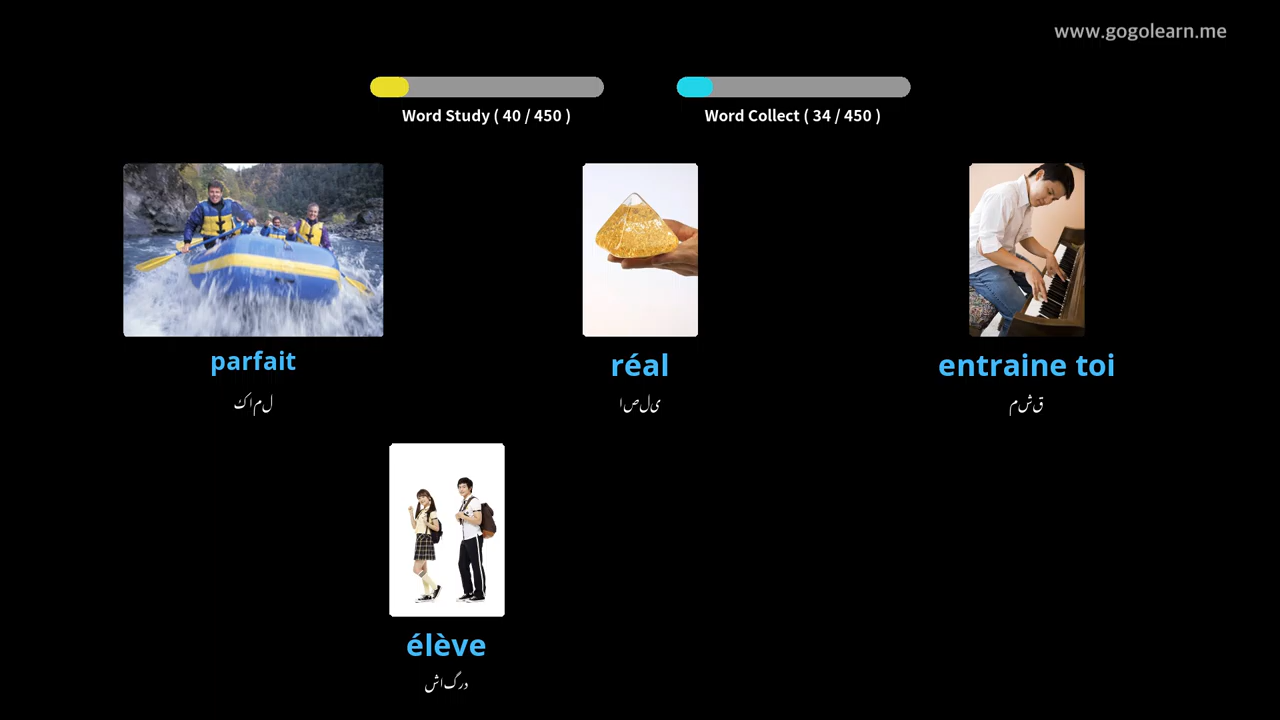 www.gogolearn.me
Word Study ( 40 / 450 )
Word Collect ( 34 / 450 )
parfait
کامل
réal
اصلی
entraine toi
مشق
élève
شاگرد